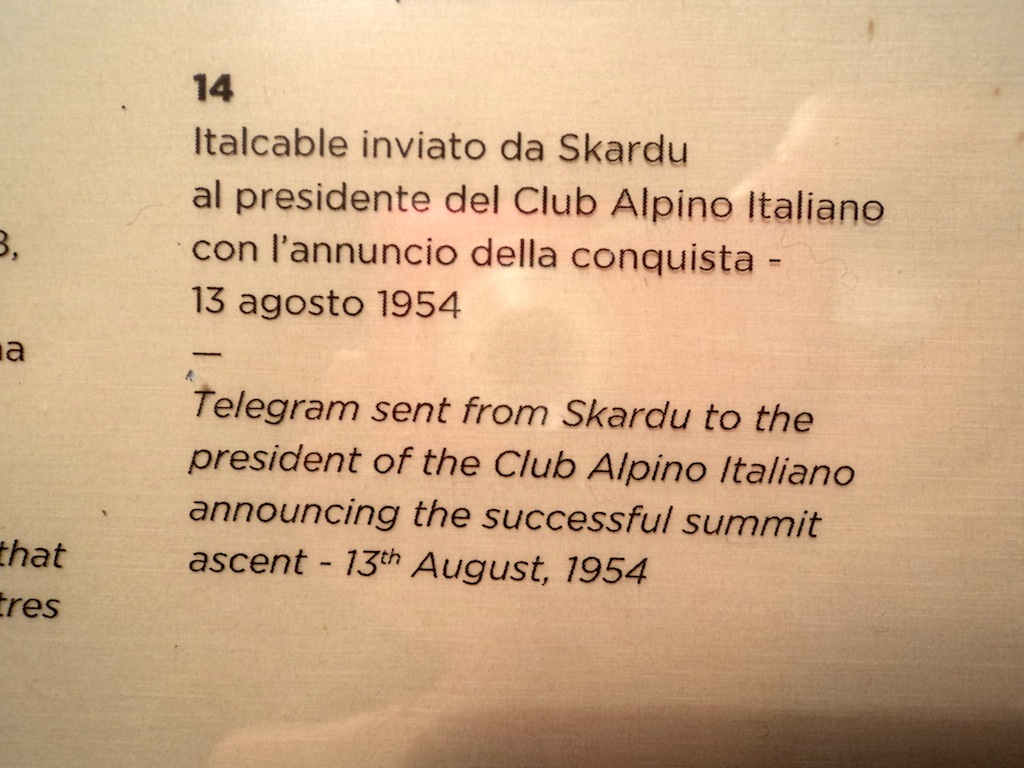 14
Italcable inviato da Skardu
al presidente del Club Alpino Italiano
con l'annuncio della conquista -
13 agosto 1954
—
Telegram sent from Skardu to the
president of the Club Alpino Italiano
announcing the successful summit
ascent - 13th August, 1954
that